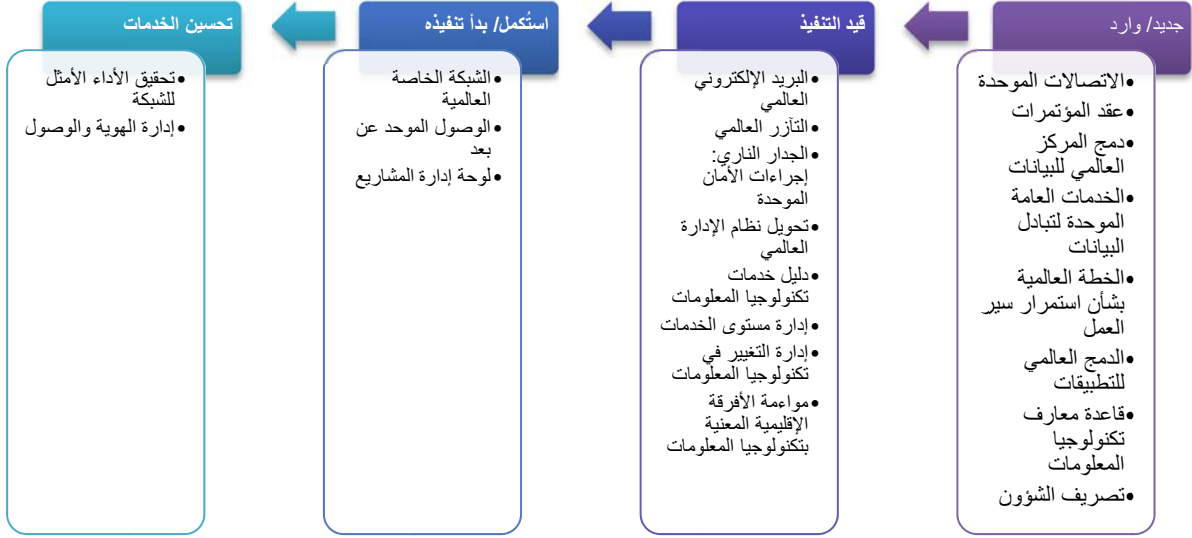 جديد/ وارد
•الاتصالات الموحدة
•عقد المؤتمرات
•دمج المركز
العالمي للبيانات
•الخدمات العامة
الموحدة لتبادل
البيانات
•الخطة العالمية
بشأن استمرار سير
العمل
•الدمج العالمي
للتطبيقات
•قاعدة معارف
تكنولوجيا
المعلومات
•تصريف الشؤون
قيد التنفيذ
•البريد الإلكتروني
العالمي
•التآزر العالمي
•الجدار الناري:
إجراءات الأمان
الموحدة
•تحويل نظام الإدارة
العالمي
•دليل خدمات
تكنولوجيا المعلومات
•إدارة مستوى الخدمات
•إدارة التغيير في
تكنولوجيا المعلومات
•مواءمة الأفرقة
الإقليمية المعنية
بتكنولوجيا المعلومات
استُكمل/ بدأ تنفيذه
•الشبكة الخاصة
العالمية
•الوصول الموحد عن
بعد
•لوحة إدارة المشاريع
تحسين الخدمات
•تحقيق الأداء الأمثل
للشبكة
•إدارة الهوية والوصول